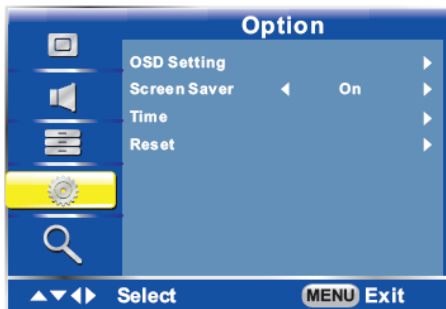 Option
OSD Setting
Screen Saver On
Time
Reset
Select MENU Exit